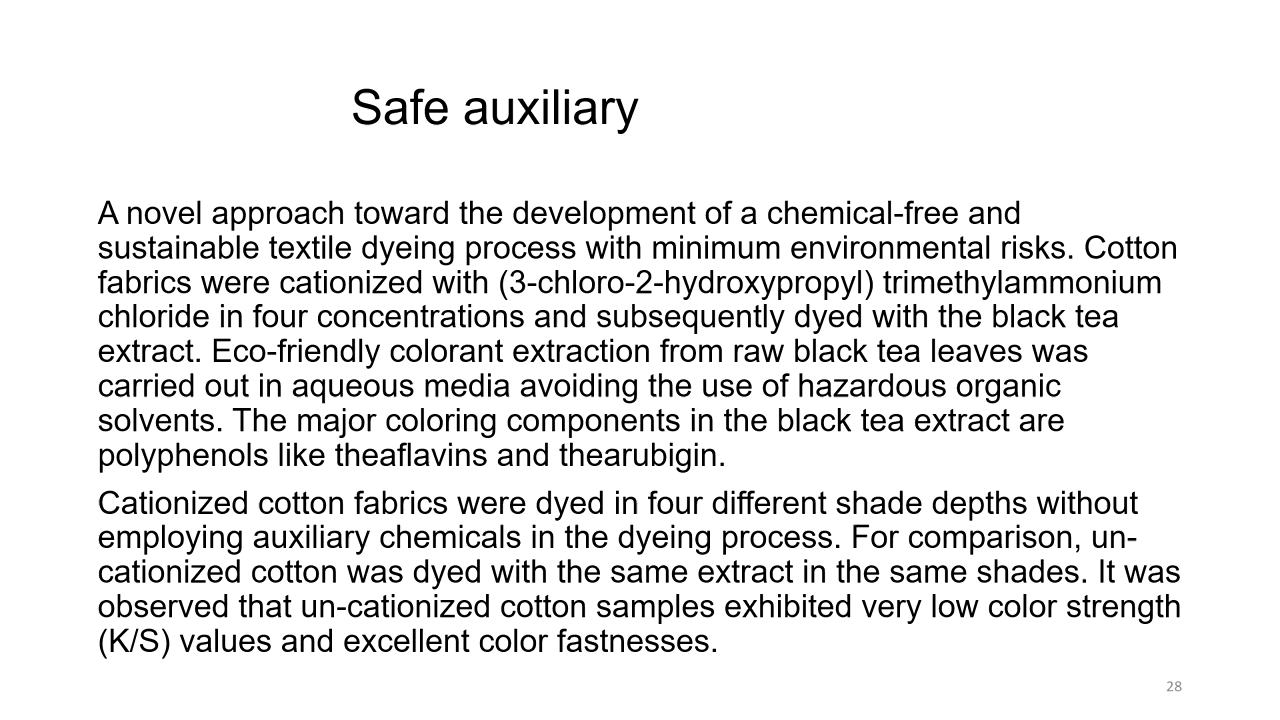 Safe auxiliary
A novel approach toward the development of a chemical-free and
sustainable textile dyeing process with minimum environmental risks. Cotton
fabrics were cationized with (3-chloro-2-hydroxypropyl) trimethylammonium
chloride in four concentrations and subsequently dyed with the black tea
extract. Eco-friendly colorant extraction from raw black tea leaves was
carried out in aqueous media avoiding the use of hazardous organic
solvents. The major coloring components in the black tea extract are
polyphenols like theaflavins and thearubigin.
Cationized cotton fabrics were dyed in four different shade depths without
employing auxiliary chemicals in the dyeing process. For comparison, un-
cationized cotton was dyed with the same extract in the same shades. It was
observed that un-cationized cotton samples exhibited very low color strength
(K/S) values and excellent color fastnesses.
28